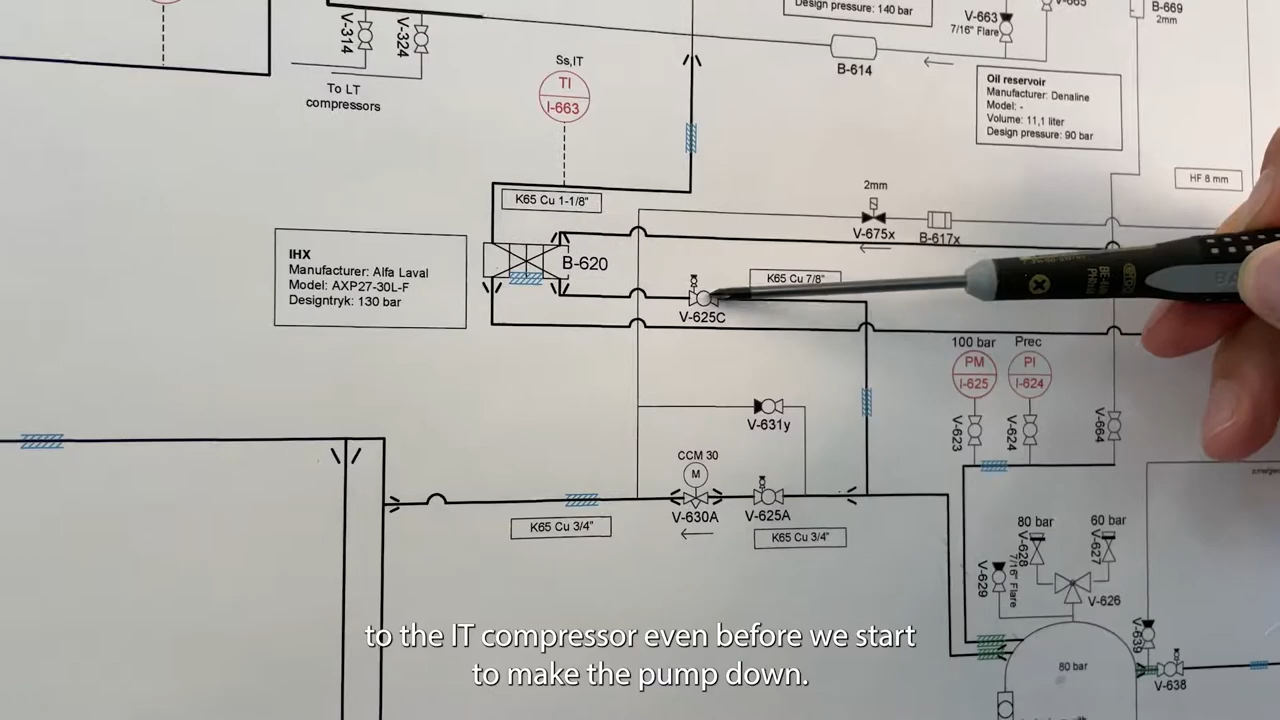 Design pressure: 140 bar
V-663
7/16" Flare
B-669
2mm
V-314
V-324
To LT
compressors
Ss,IT
TI
I-663
B-614
Oil reservoir
Manufacturer: Denaline
Model: -
Volume: 11,1 liter
Design pressure: 90 bar
HF 8 mm
K65 Cu 1-1/8"
2mm
V-675x
B-617x
IHX
Manufacturer: Alfa Laval
Model: AXP27-30L-F
Designtryk: 130 bar
B-620
K65 Cu 7/8"
V-625C
100 bar
PM
I-625
Prec
PI
I-624
V-623
V-624
V-664
V-631y
CCM 30
M
V-630A
V-625A
K65 Cu 3/4"
K65 Cu 3/4"
80 bar
V-628
60 bar
V-627
V-629
7/16" Flare
V-626
V-639
V-638
80 bar
to the IT compressor even before we start
to make the pump down.